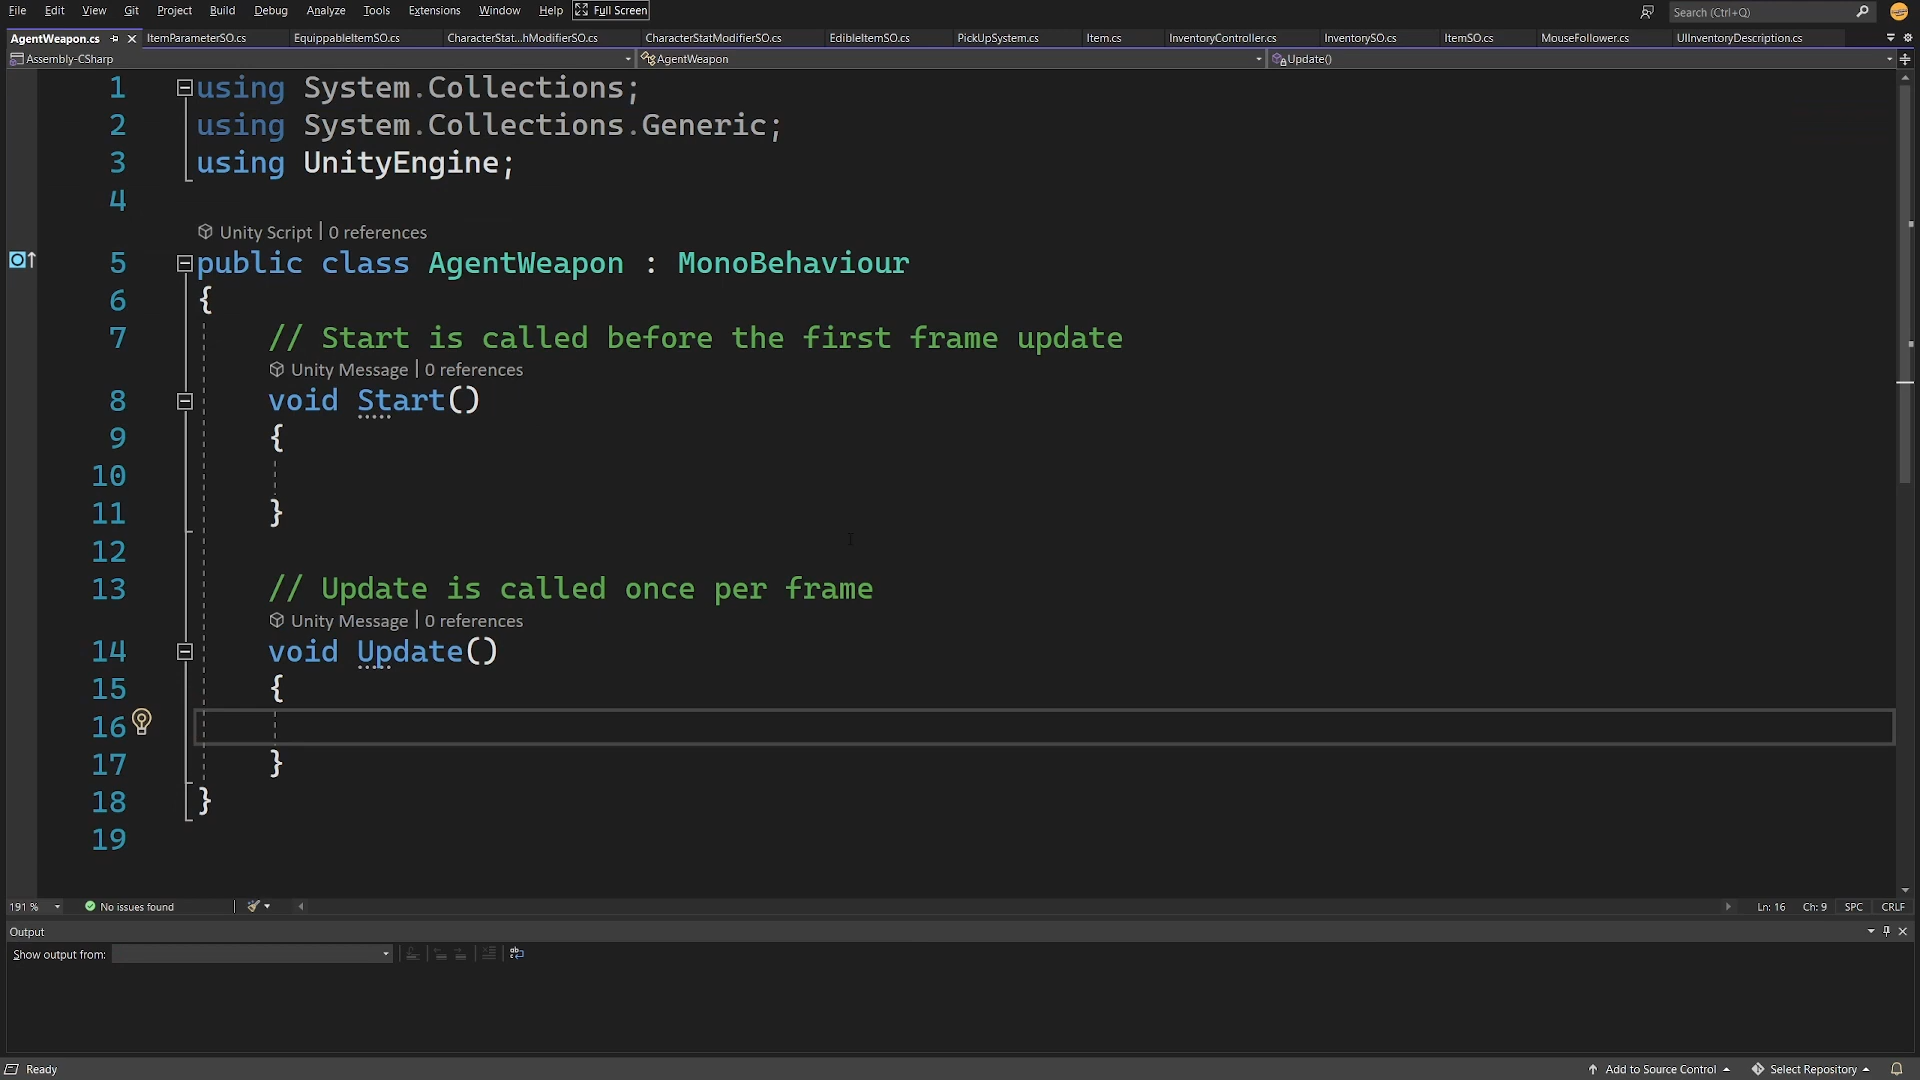 File Edit View Git Project Build Debug Analyze Tools Extensions Window Help Full Screen Search (Ctrl+Q)
AgentWeapon.cs ItemParameterSO.cs EquippableItemSO.cs CharacterStat...hModifierSO.cs CharacterStatModifierSO.cs EdibleItemSO.cs PickUpSystem.cs Item.cs InventoryController.cs InventorySO.cs ItemSO.cs MouseFollower.cs UIInventoryDescription.cs
Assembly-CSharp AgentWeapon Update()
1 using System.Collections;
2 using System.Collections.Generic;
3 using UnityEngine;
4
Unity Script | 0 references
5 public class AgentWeapon : MonoBehaviour
6 {
7 // Start is called before the first frame update
Unity Message | 0 references
8 void Start()
9 {
10
11 }
12
13 // Update is called once per frame
Unity Message | 0 references
14 void Update()
15 {
16
17 }
18 }
19
191 % No issues found Ln: 16 Ch: 9 SPC CRLF
Output
Show output from:
Ready Add to Source Control Select Repository